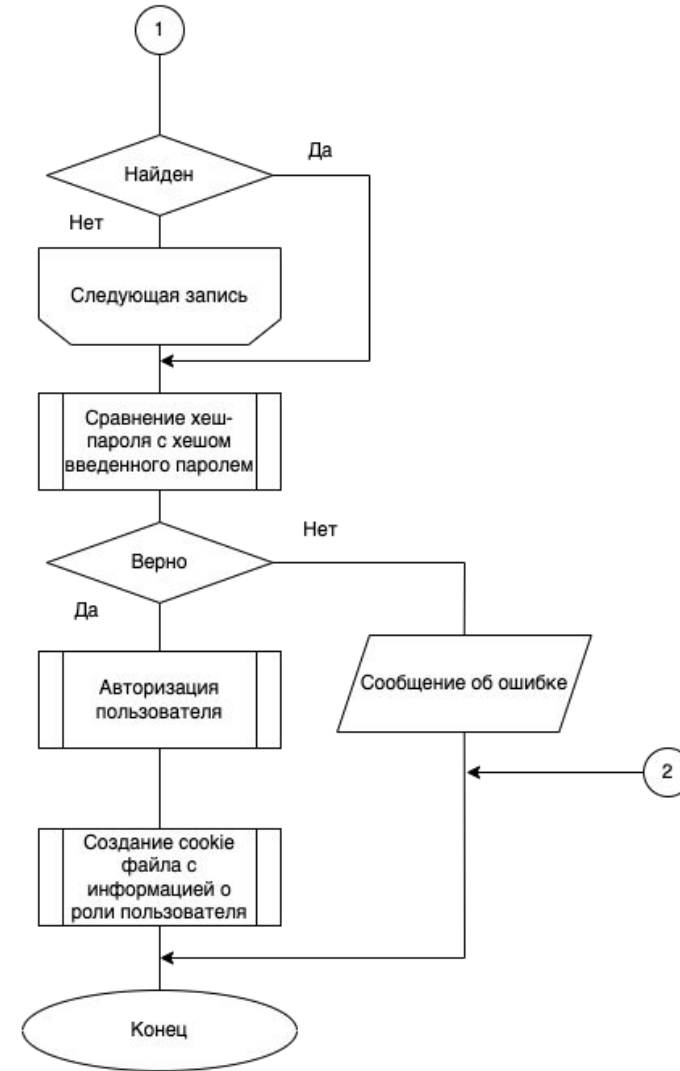 1
Да
Найден
Нет
Следующая запись
Сравнение хеш-
пароля с хешом
введенного паролем
Нет
Верно
Да
Авторизация
пользователя
Сообщение об ошибке
2
Создание cookie
файла с
информацией о
роли пользователя
Конец